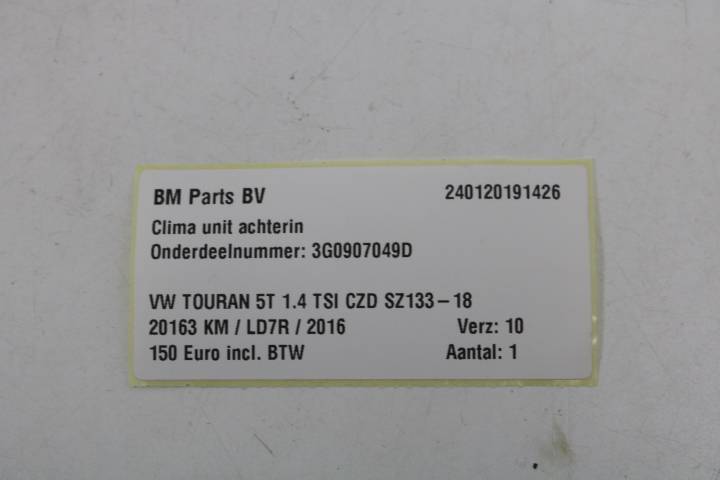 BM Parts BV 240120191426
Clima unit achterin
Onderdeelnummer: 3G0907049D
VW TOURAN 5T 1.4 TSI CZD SZ133-18
20163 KM / LD7R / 2016 Verz: 10
150 Euro incl. BTW Aantal: 1